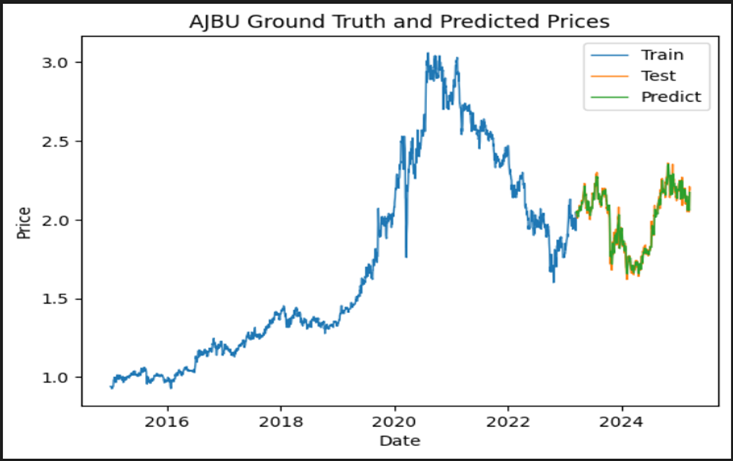 AJBU Ground Truth and Predicted Prices
Train
Test
Predict
3.0
2.5
2.0
1.5
1.0
Price
2016 2018 2020 2022 2024
Date